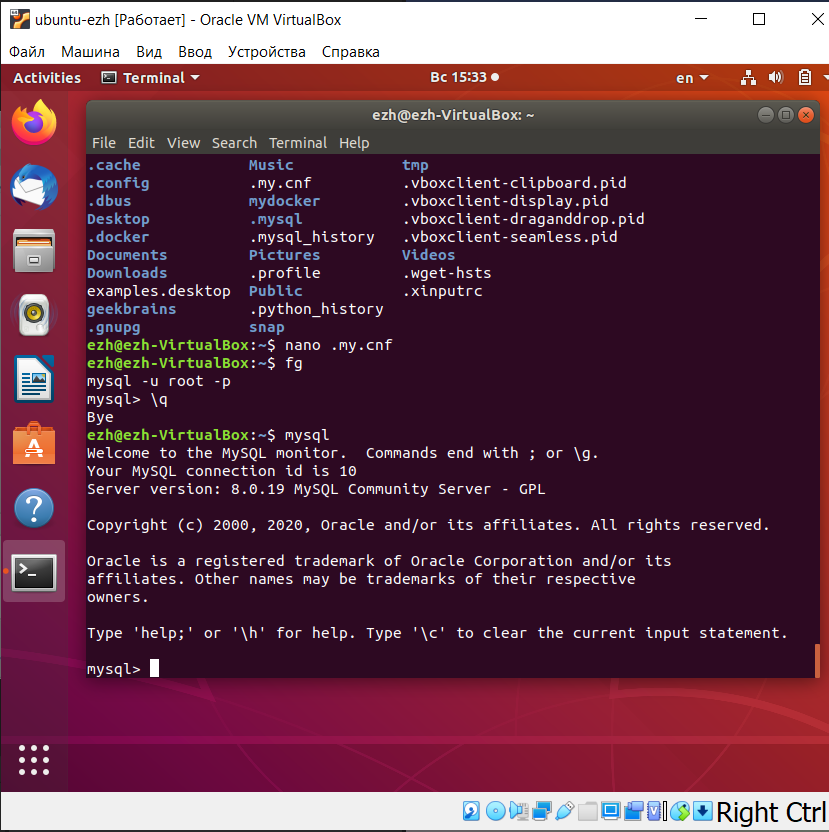 ubuntu-ezh [Работает] - Oracle VM VirtualBox
Файл Машина Вид Ввод Устройства Справка
Activities Terminal Вс 15:33 en
ezh@ezh-VirtualBox: ~
File Edit View Search Terminal Help
.cache Music tmp
.config .my.cnf .vboxclient-clipboard.pid
.dbus mydocker .vboxclient-display.pid
Desktop .mysql .vboxclient-draganddrop.pid
.docker .mysql_history .vboxclient-seamless.pid
Documents Pictures Videos
Downloads .profile .wget-hsts
examples.desktop Public .xinputrc
geekbrains .python_history
.gnupg snap
ezh@ezh-VirtualBox:~$ nano .my.cnf
ezh@ezh-VirtualBox:~$ fg
mysql -u root -p
mysql> \q
Bye
ezh@ezh-VirtualBox:~$ mysql
Welcome to the MySQL monitor.  Commands end with ; or \g.
Your MySQL connection id is 10
Server version: 8.0.19 MySQL Community Server - GPL
Copyright (c) 2000, 2020, Oracle and/or its affiliates. All rights reserved.
Oracle is a registered trademark of Oracle Corporation and/or its
affiliates. Other names may be trademarks of their respective
owners.
Type 'help;' or '\h' for help. Type '\c' to clear the current input statement.
mysql>
Right Ctrl